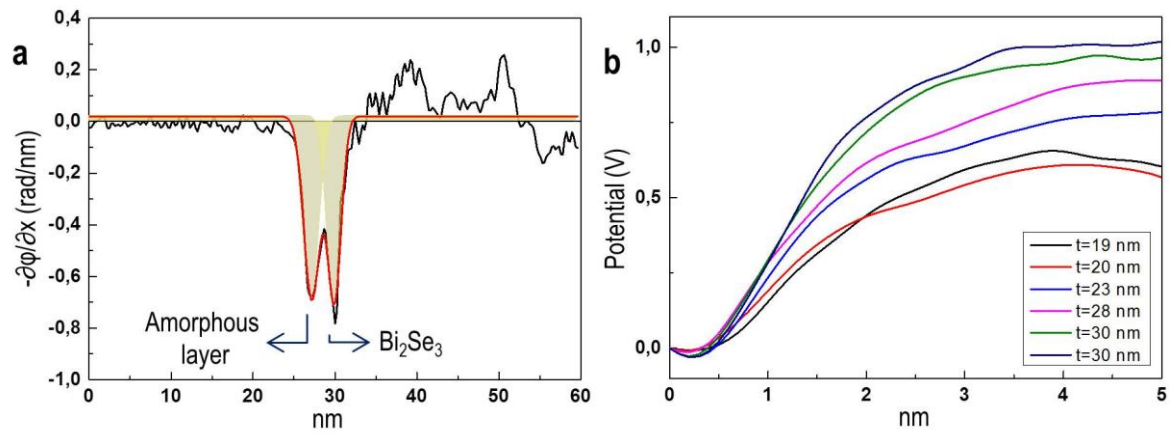 a
0,4
0,2
0,0
-0,2
-0,4
-0,6
-0,8
-1,0
-∂φ/∂x (rad/nm)
Amorphous
layer
Bi₂Se₃
0 10 20 30 40 50 60
nm
b
1,0
0,5
0,0
Potential (V)
t=19 nm
t=20 nm
t=23 nm
t=28 nm
t=30 nm
t=30 nm
0 1 2 3 4 5
nm